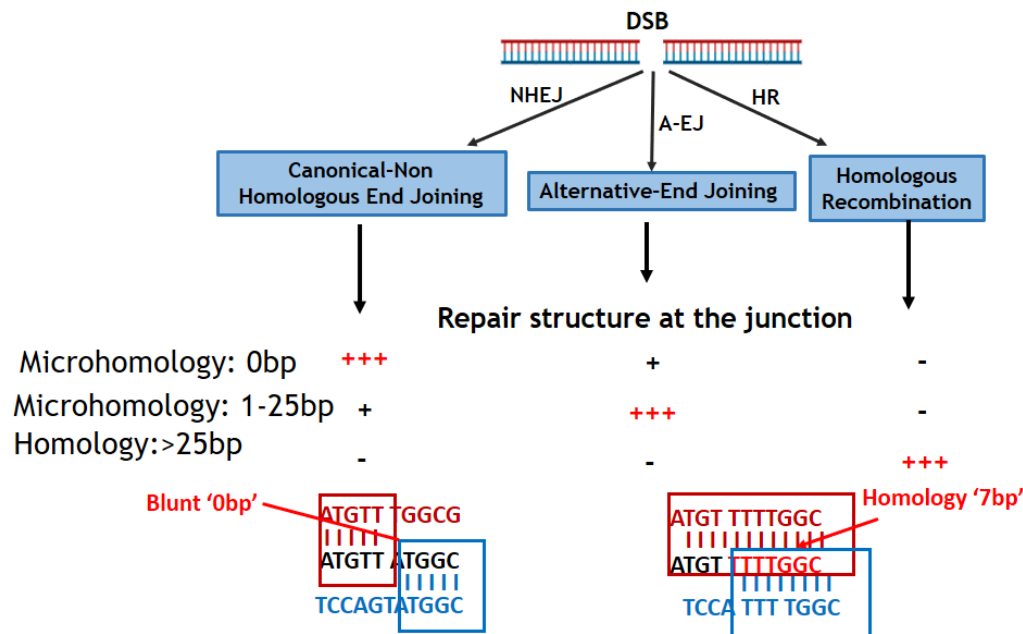 DSB
NHEJ
A-EJ
HR
Canonical-Non
Homologous End Joining
Alternative-End Joining
Homologous
Recombination
Repair structure at the junction
Microhomology: 0bp +++ + -
Microhomology: 1-25bp + +++ -
Homology:>25bp - - +++
Blunt ‘0bp’
ATGTT TGGCG
ATGTT ATGGC
TCCAGTATGGC
Homology ‘7bp’
ATGT TTTTGGC
ATGT TTTTGGC
TCCA TTT TGGC